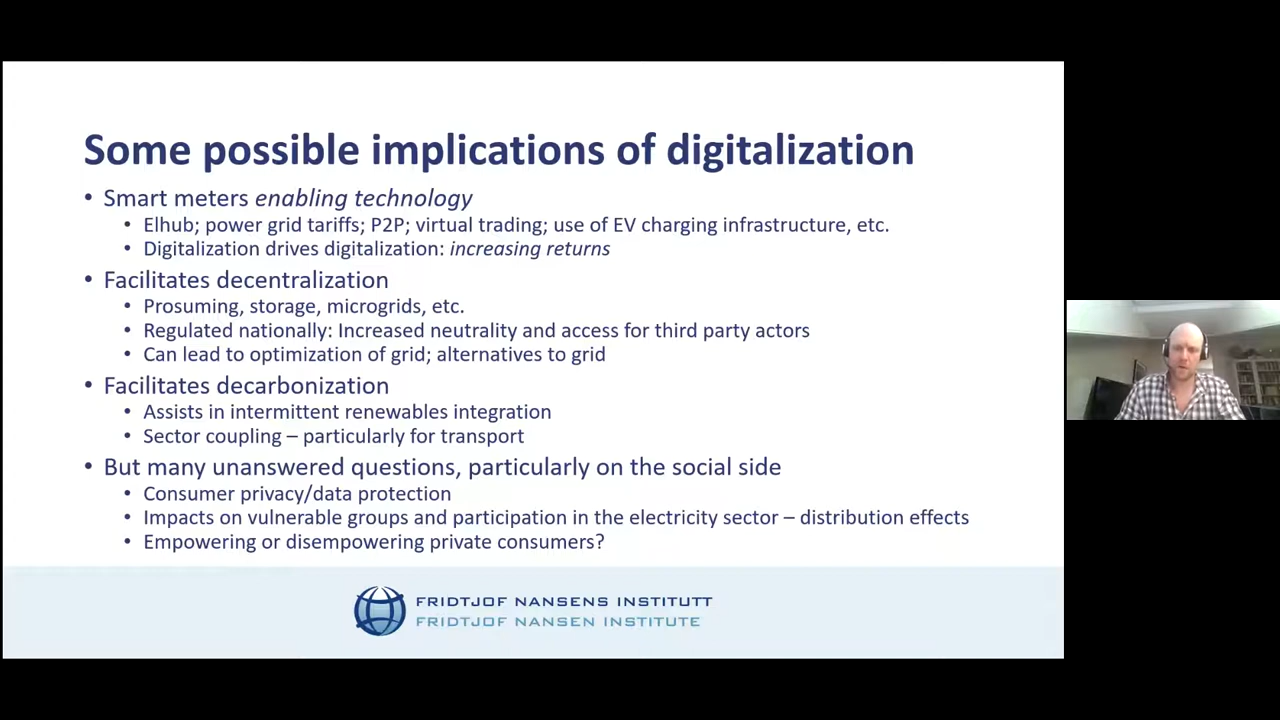 Some possible implications of digitalization
• Smart meters enabling technology
• Elhub; power grid tariffs; P2P; virtual trading; use of EV charging infrastructure, etc.
• Digitalization drives digitalization: increasing returns
• Facilitates decentralization
• Prosuming, storage, microgrids, etc.
• Regulated nationally: Increased neutrality and access for third party actors
• Can lead to optimization of grid; alternatives to grid
• Facilitates decarbonization
• Assists in intermittent renewables integration
• Sector coupling – particularly for transport
• But many unanswered questions, particularly on the social side
• Consumer privacy/data protection
• Impacts on vulnerable groups and participation in the electricity sector – distribution effects
• Empowering or disempowering private consumers?
FRIDTJOF NANSENS INSTITUTT
FRIDTJOF NANSEN INSTITUTE